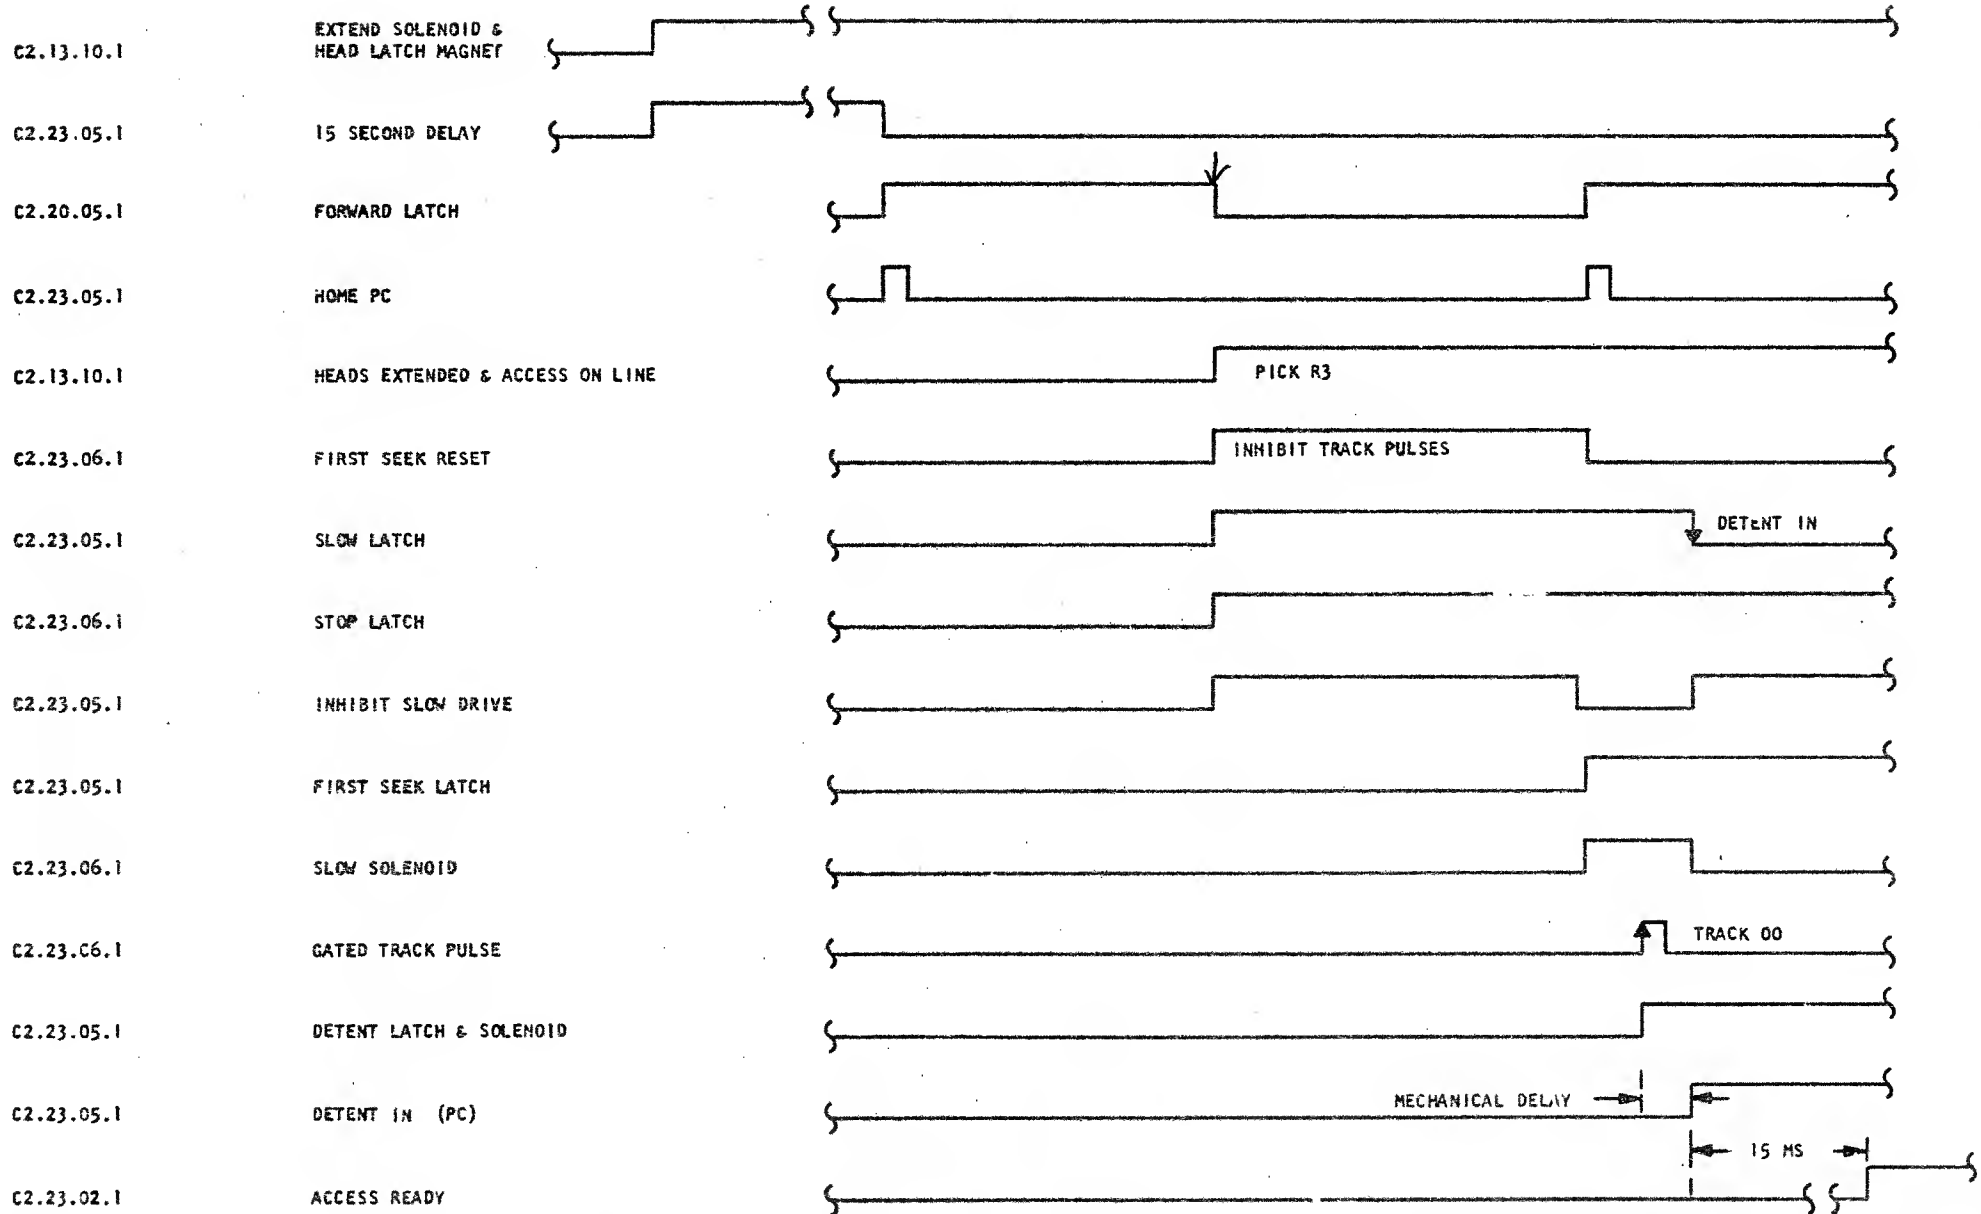 EXTEND SOLENOID &
C2.13.10.1 HEAD LATCH MAGNET
C2.23.05.1 15 SECOND DELAY
C2.20.05.1 FORWARD LATCH
C2.23.05.1 HOME PC
C2.13.10.1 HEADS EXTENDED & ACCESS ON LINE PICK R3
C2.23.06.1 FIRST SEEK RESET INHIBIT TRACK PULSES
C2.23.05.1 SLOW LATCH DETENT IN
C2.23.06.1 STOP LATCH
C2.23.05.1 INHIBIT SLOW DRIVE
C2.23.05.1 FIRST SEEK LATCH
C2.23.06.1 SLOW SOLENOID
C2.23.C6.1 GATED TRACK PULSE TRACK 00
C2.23.05.1 DETENT LATCH & SOLENOID
C2.23.05.1 DETENT IN (PC) MECHANICAL DELAY
15 MS
C2.23.02.1 ACCESS READY